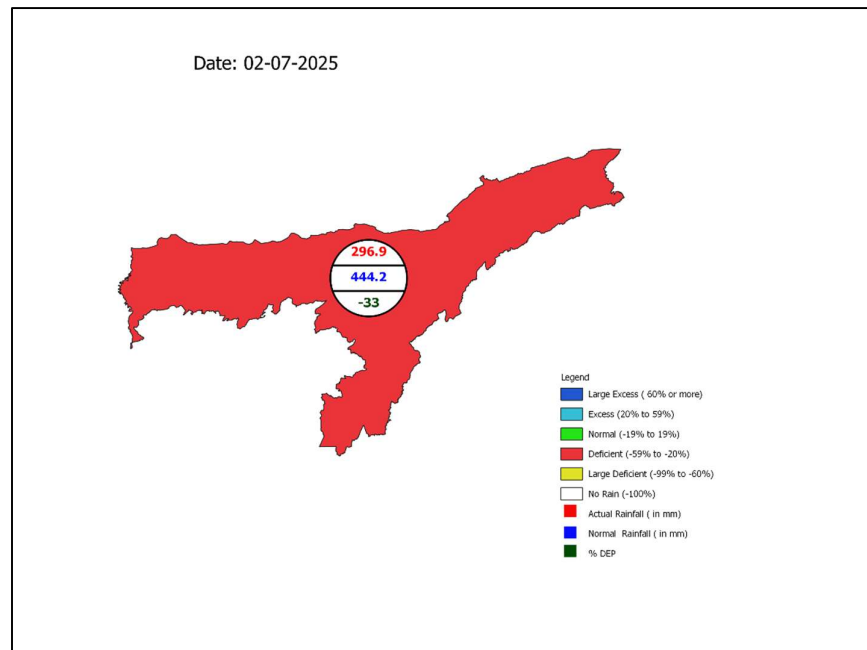 Date: 02-07-2025
296.9
444.2
-33
Legend
Large Excess ( 60% or more)
Excess (20% to 59%)
Normal (-19% to 19%)
Deficient (-59% to -20%)
Large Deficient (-99% to -60%)
No Rain (-100%)
Actual Rainfall ( in mm)
Normal Rainfall ( in mm)
% DEP